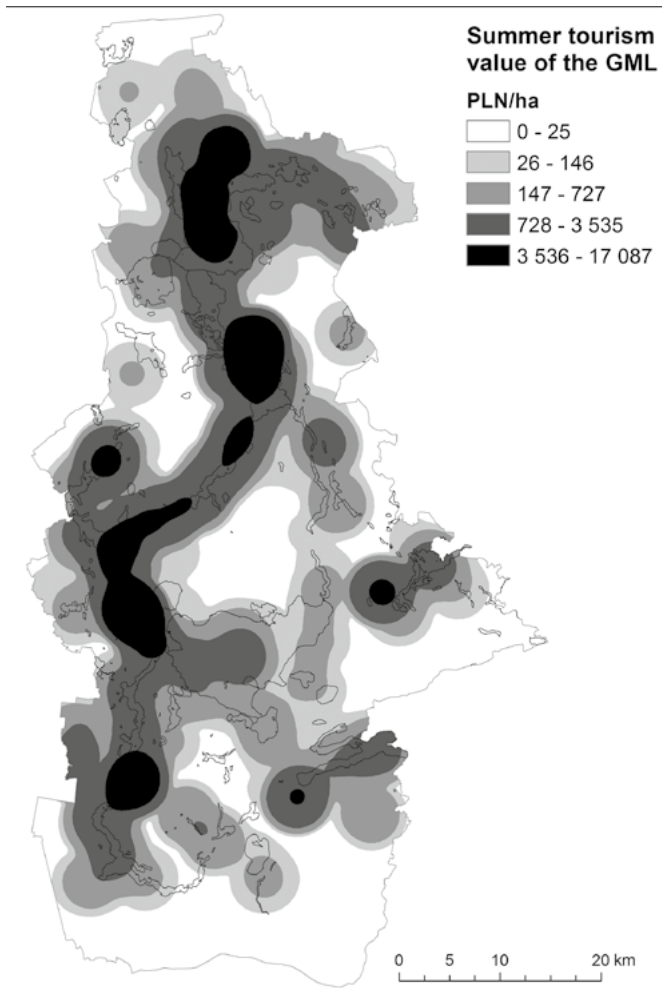 Summer tourism
value of the GML
PLN/ha
0 - 25
26 - 146
147 - 727
728 - 3 535
3 536 - 17 087
0 5 10 20 km